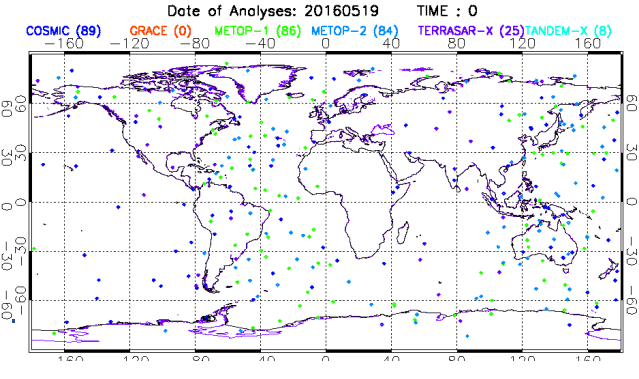 Date of Analyses: 20160519 TIME : 0
COSMIC (89) GRACE (0) METOP-1 (86) METOP-2 (84) TERRASAR-X (25) TANDEM-X (8)
-160 -120 -80 -40 0 40 80 120 160
60 60
30 30
0 0
-30 -30
-60 -60
-160 -120 -80 -40 0 40 80 120 160